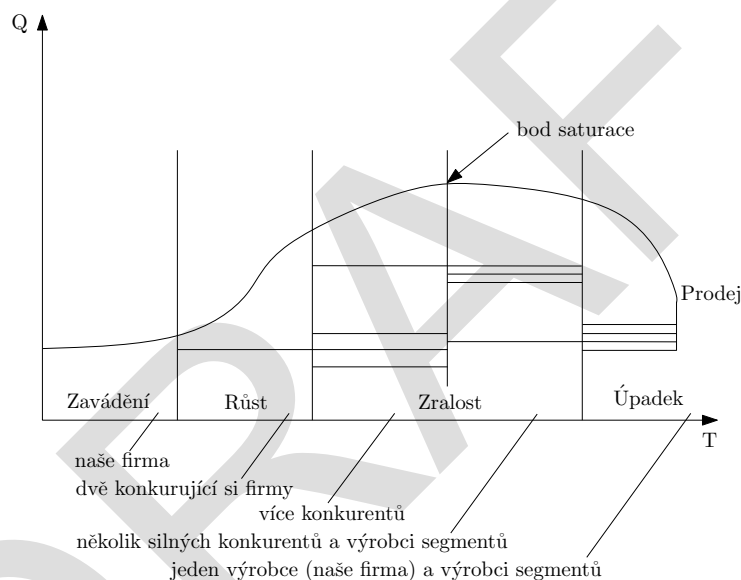 Q
bod saturace
Prodej
Zavádění
Růst
Zralost
Úpadek
T
naše firma
dvě konkurující si firmy
více konkurentů
několik silných konkurentů a výrobci segmentů
jeden výrobce (naše firma) a výrobci segmentů
DRAF